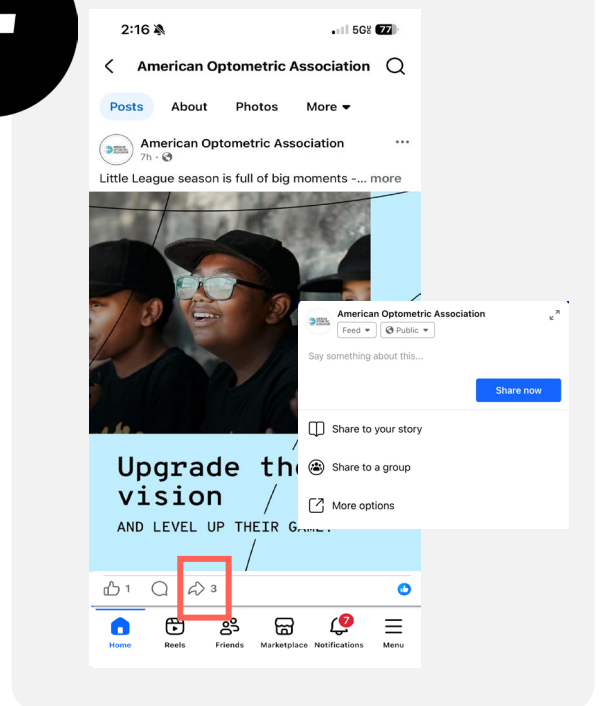 2:16
5G
77
American Optometric Association
Posts About Photos More
American Optometric Association
7h
Little League season is full of big moments -... more
American Optometric Association
Feed Public
Say something about this...
Share now
Share to your story
Share to a group
More options
Upgrade
vision
AND LEVEL UP THEIR
1 3
7
Home Reels Friends Marketplace Notifications Menu